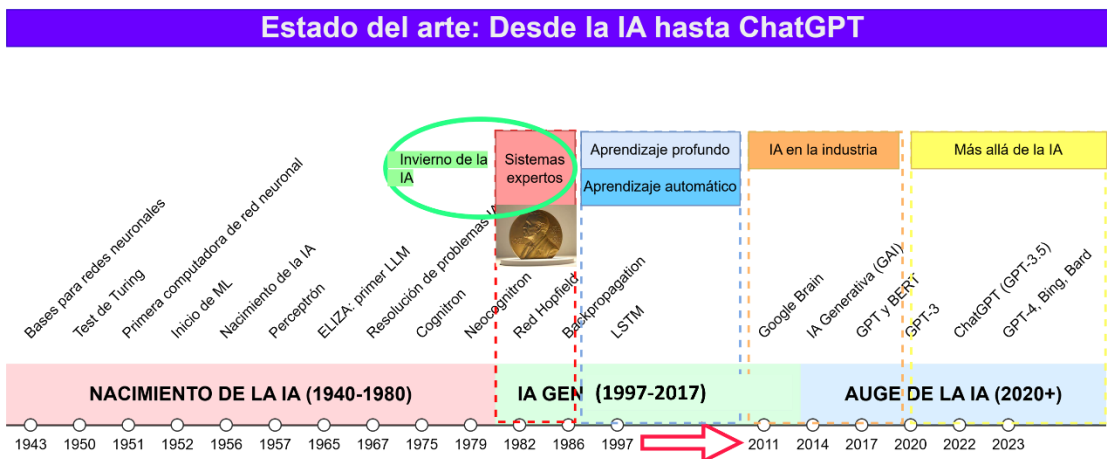 Estado del arte: Desde la IA hasta ChatGPT
Invierno de la
IA
Sistemas
expertos
Aprendizaje profundo
Aprendizaje automático
IA en la industria
Más allá de la IA
Bases para redes neuronales
Test de Turing
Primera computadora de red neuronal
Inicio de ML
Nacimiento de la IA
Perceptrón
ELIZA: primer LLM
Resolución de problemas IA
Cognitron
Neocognitron
Red Hopfield
Backpropagation
LSTM
Google Brain
IA Generativa (GAI)
GPT y BERT
GPT-3
ChatGPT (GPT-3.5)
GPT-4, Bing, Bard
NACIMIENTO DE LA IA (1940-1980)
IA GEN (1997-2017)
AUGE DE LA IA (2020+)
1943 1950 1951 1952 1956 1957 1965 1967 1975 1979 1982 1986 1997 2011 2014 2017 2020 2022 2023